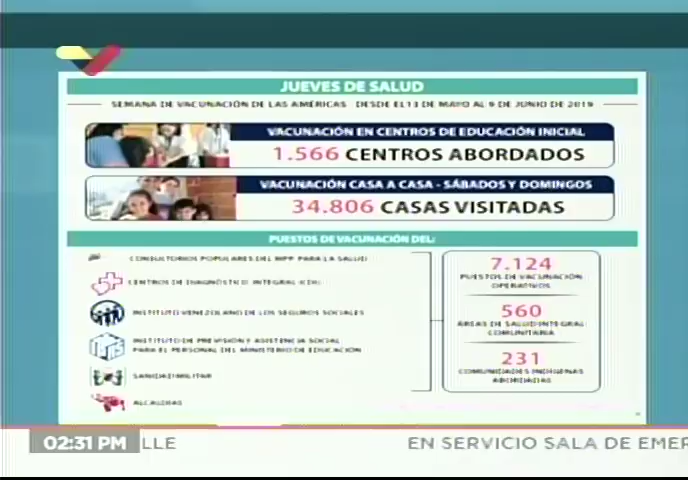 JUEVES DE SALUD
SEMANA DE VACUNACIÓN DE LAS AMÉRICAS DESDE EL 13 DE MAYO AL 9 DE JUNIO DE 2019
VACUNACIÓN EN CENTROS DE EDUCACIÓN INICIAL
1.566 CENTROS ABORDADOS
VACUNACIÓN CASA A CASA - SÁBADOS Y DOMINGOS
34.806 CASAS VISITADAS
PUESTOS DE VACUNACIÓN DEL:
POPULARES DEL MPP PARA LA SALUD
CENTROS DE DIAGNÓSTICO INTEGRAL (CDI)
INSTITUTO VENEZOLANO DE LOS SEGUROS SOCIALES
INSTITUTO DE PREVISIÓN Y ASISTENCIA SOCIAL
PARA EL PERSONAL DEL MINISTERIO DE EDUCACIÓN
SANIDAD MILITAR
ALCALDÍAS
7.124
PUESTOS DE VACUNACIÓN
OPERATIVOS
560
ÁREAS DE SALUD INTEGRAL
COMUNITARIA
231
COMUNIDADES INDÍGENAS
ABORDADAS
02:31 PM LLE EN SERVICIO SALA DE EMER